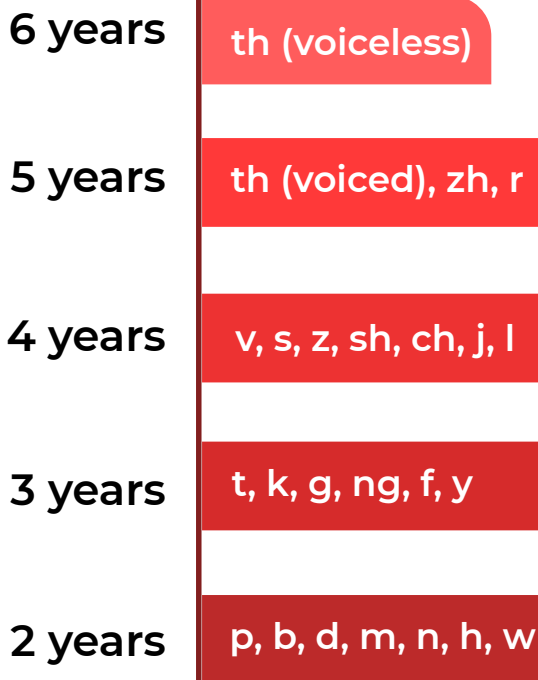 6 years th (voiceless)
5 years th (voiced), zh, r
4 years v, s, z, sh, ch, j, l
3 years t, k, g, ng, f, y
2 years p, b, d, m, n, h, w